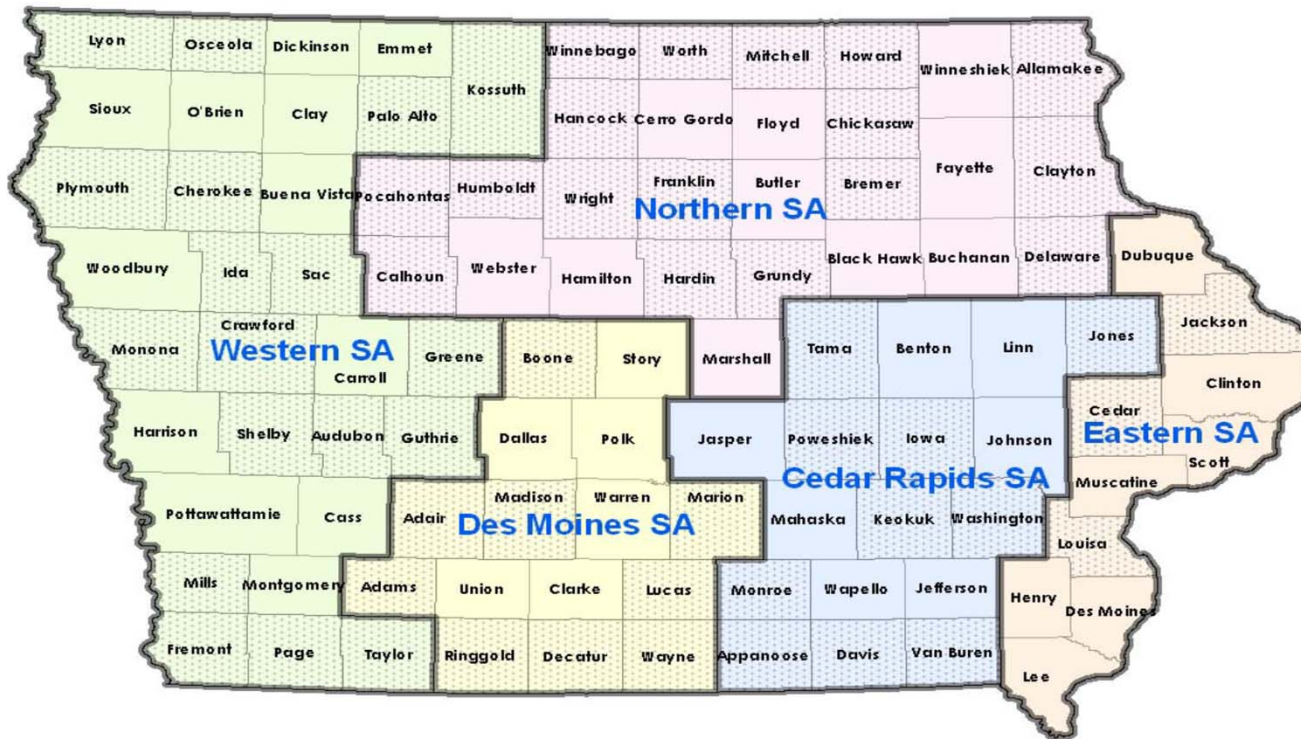 Lyon
Osceola
Dickinson
Emmet
Kossuth
Winnebago
Worth
Mitchell
Howard
Winneshiek
Allamakee
Sioux
O'Brien
Clay
Palo Alto
Hancock
Cerro Gordo
Floyd
Chickasaw
Plymouth
Cherokee
Buena Vista
Pocahontas
Humboldt
Wright
Franklin
Butler
Bremer
Fayette
Clayton
Northern SA
Woodbury
Ida
Sac
Calhoun
Webster
Hamilton
Hardin
Grundy
Black Hawk
Buchanan
Delaware
Dubuque
Monona
Crawford
Western SA
Carroll
Greene
Boone
Story
Marshall
Tama
Benton
Linn
Jones
Jackson
Clinton
Harrison
Shelby
Audubon
Guthrie
Dallas
Polk
Jasper
Poweshiek
Iowa
Johnson
Cedar
Eastern SA
Scott
Cedar Rapids SA
Muscatine
Pottawattamie
Cass
Adair
Madison
Warren
Marion
Des Moines SA
Mahaska
Keokuk
Washington
Louisa
Mills
Montgomery
Adams
Union
Clarke
Lucas
Monroe
Wapello
Jefferson
Henry
Des Moines
Fremont
Page
Taylor
Ringgold
Decatur
Wayne
Appanoose
Davis
Van Buren
Lee